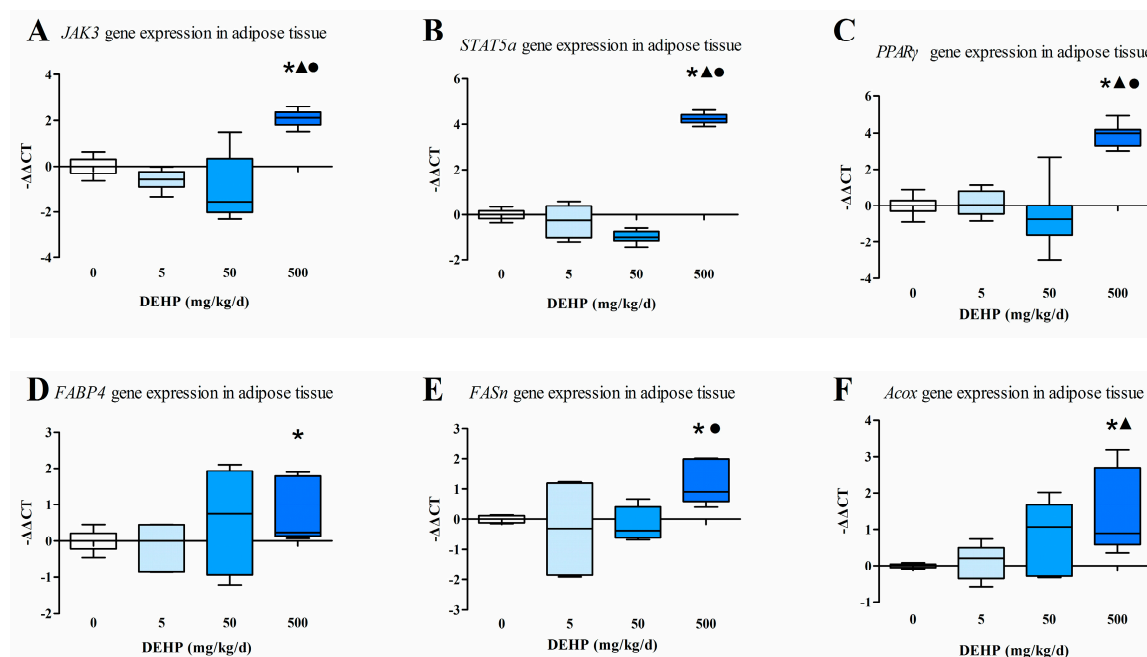 A JAK3 gene expression in adipose tissue
*▲●
4
2
0
-2
-4
-ΔΔCT
0 5 50 500
DEHP (mg/kg/d)
B STAT5a gene expression in adipose tissue
*▲●
6
4
2
0
-2
-ΔΔCT
0 5 50 500
DEHP (mg/kg/d)
C PPARγ gene expression in adipose tissue
*▲●
6
4
2
0
-2
-4
-ΔΔCT
0 5 50 500
DEHP (mg/kg/d)
D FABP4 gene expression in adipose tissue
*
3
2
1
0
-1
-2
-ΔΔCT
0 5 50 500
DEHP (mg/kg/d)
E FASn gene expression in adipose tissue
* ●
3
2
1
0
-1
-2
-3
-ΔΔCT
0 5 50 500
DEHP (mg/kg/d)
F Acox gene expression in adipose tissue
*▲
4
3
2
1
0
-1
-ΔΔCT
0 5 50 500
DEHP (mg/kg/d)